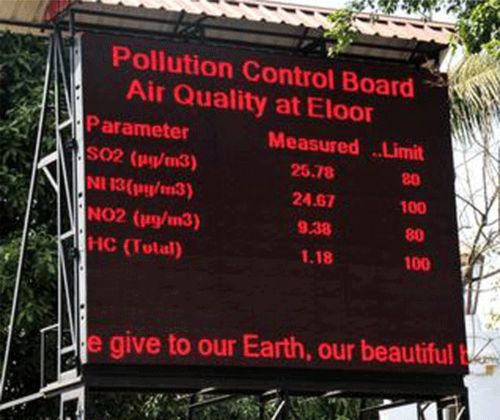 Pollution Control Board
Air Quality at Eloor
Parameter Measured ..Limit
SO2 (µg/m3) 25.78 80
NH3(µg/m3) 24.67 100
NO2 (µg/m3) 9.38 80
HC (Total) 1.18 100
e give to our Earth, our beautiful